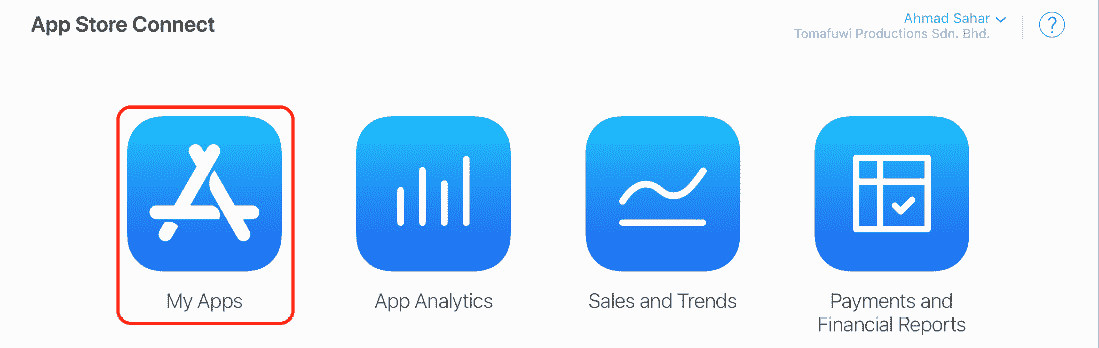 App Store Connect
Ahmad Sahar
Tomafuwi Productions Sdn. Bhd.
?
My Apps
App Analytics
Sales and Trends
Payments and
Financial Reports